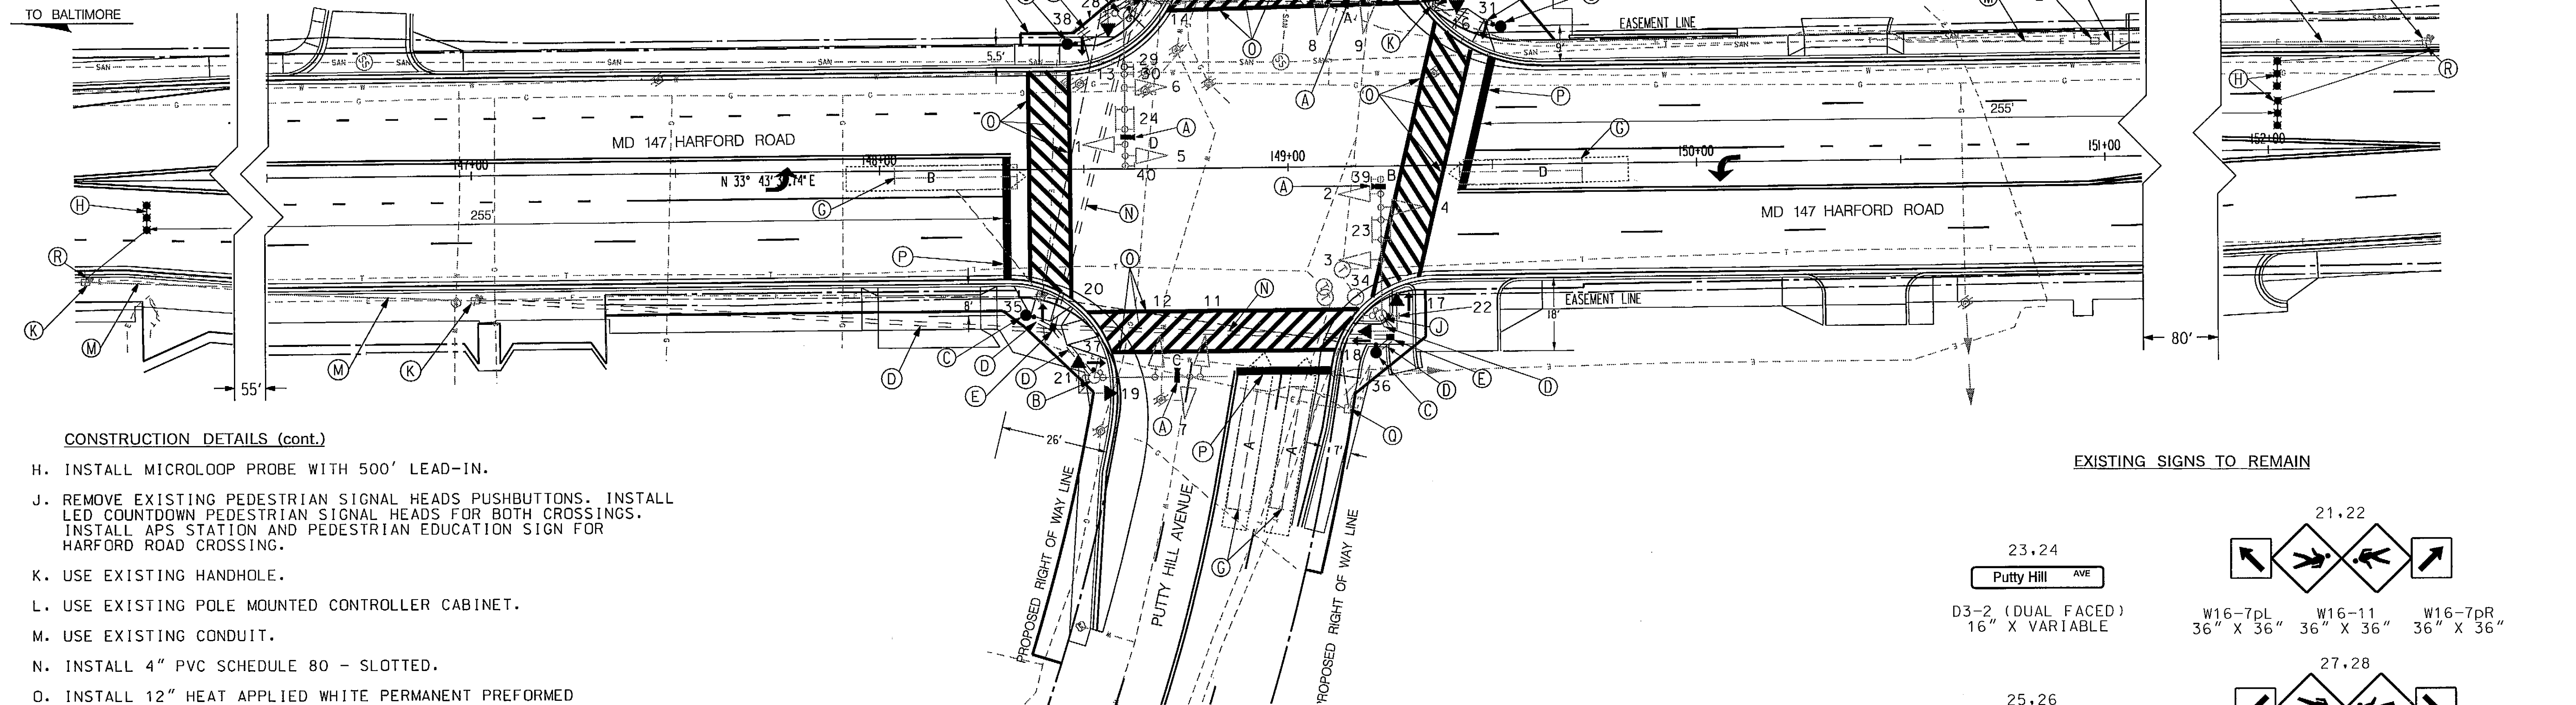 TO BALTIMORE
EASEMENT LINE
5.5'
9'
255'
MD 147 HARFORD ROAD
147+00
148+00
149+00
150+00
151+00
152+00
255'
MD 147 HARFORD ROAD
EASEMENT LINE
8'
18'
55'
80'
26'
7'
PROPOSED RIGHT OF WAY LINE
PUTTY HILL AVENUE
PROPOSED RIGHT OF WAY LINE
CONSTRUCTION DETAILS (cont.)
H. INSTALL MICROLOOP PROBE WITH 500' LEAD-IN.
J. REMOVE EXISTING PEDESTRIAN SIGNAL HEADS PUSHBUTTONS. INSTALL
LED COUNTDOWN PEDESTRIAN SIGNAL HEADS FOR BOTH CROSSINGS.
INSTALL APS STATION AND PEDESTRIAN EDUCATION SIGN FOR
HARFORD ROAD CROSSING.
K. USE EXISTING HANDHOLE.
L. USE EXISTING POLE MOUNTED CONTROLLER CABINET.
M. USE EXISTING CONDUIT.
N. INSTALL 4" PVC SCHEDULE 80 - SLOTTED.
O. INSTALL 12" HEAT APPLIED WHITE PERMANENT PREFORMED
EXISTING SIGNS TO REMAIN
21,22
23,24
Putty Hill AVE
D3-2 (DUAL FACED)
16" X VARIABLE
W16-7pL W16-11 W16-7pR
36" X 36" 36" X 36" 36" X 36"
27,28
25,26